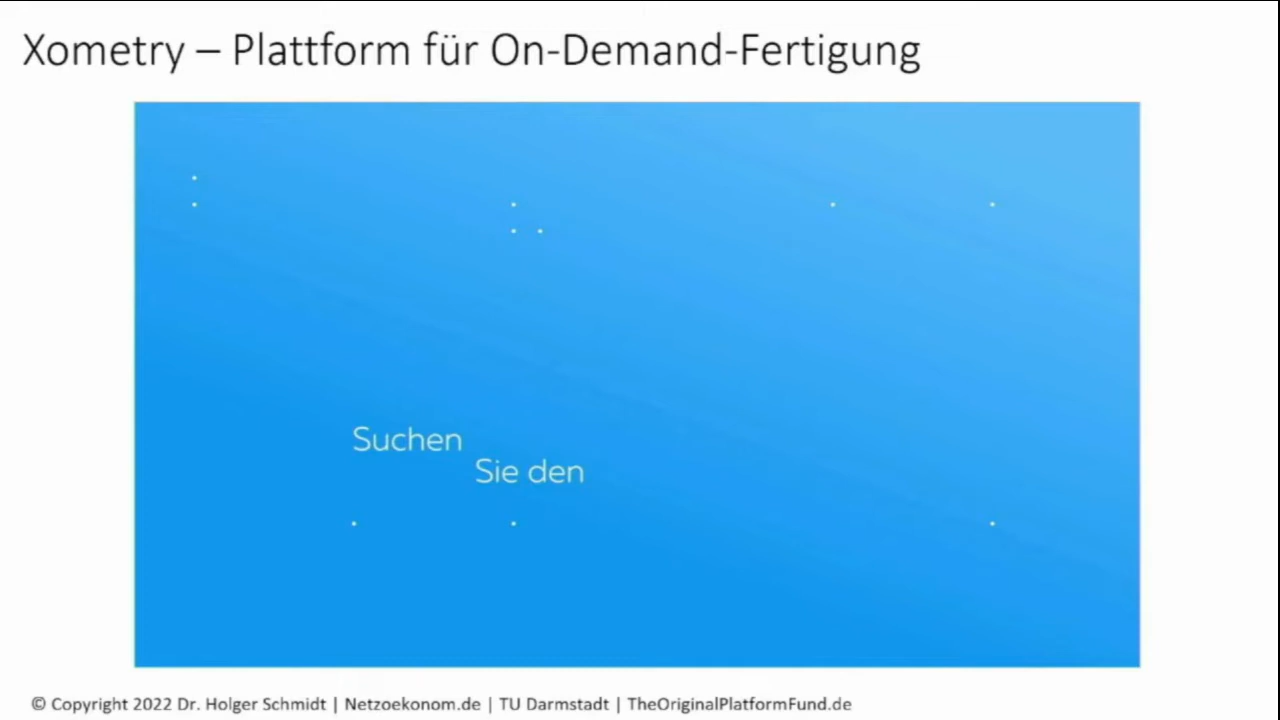 Xometry – Plattform für On-Demand-Fertigung
Suchen
Sie den
© Copyright 2022 Dr. Holger Schmidt | Netzoekonom.de | TU Darmstadt | TheOriginalPlatformFund.de